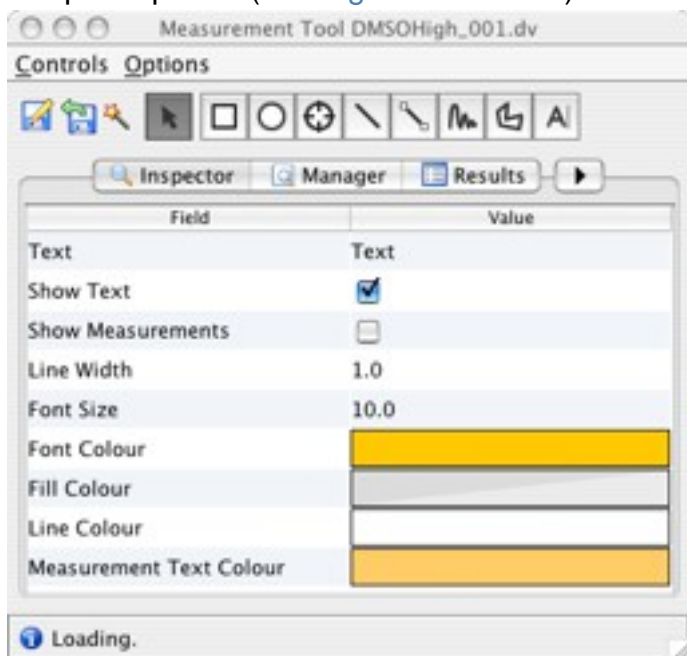 Measurement Tool DMSOHigh_001.dv
Controls Options
A
Inspector Manager Results
Field Value
Text Text
Show Text
Show Measurements
Line Width 1.0
Font Size 10.0
Font Colour
Fill Colour
Line Colour
Measurement Text Colour
Loading.